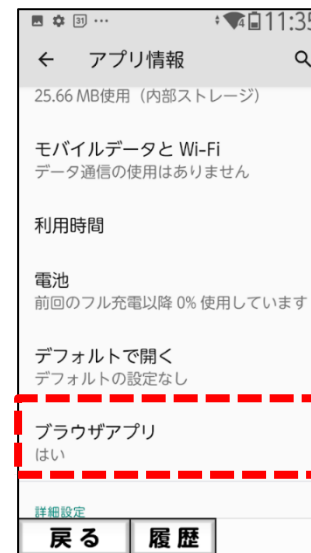 31 … 4 11:35
アプリ情報
25.66 MB使用（内部ストレージ）
モバイルデータと Wi-Fi
データ通信の使用はありません
利用時間
電池
前回のフル充電以降 0% 使用しています
デフォルトで開く
デフォルトの設定なし
ブラウザアプリ
はい
詳細設定
戻る 履歴